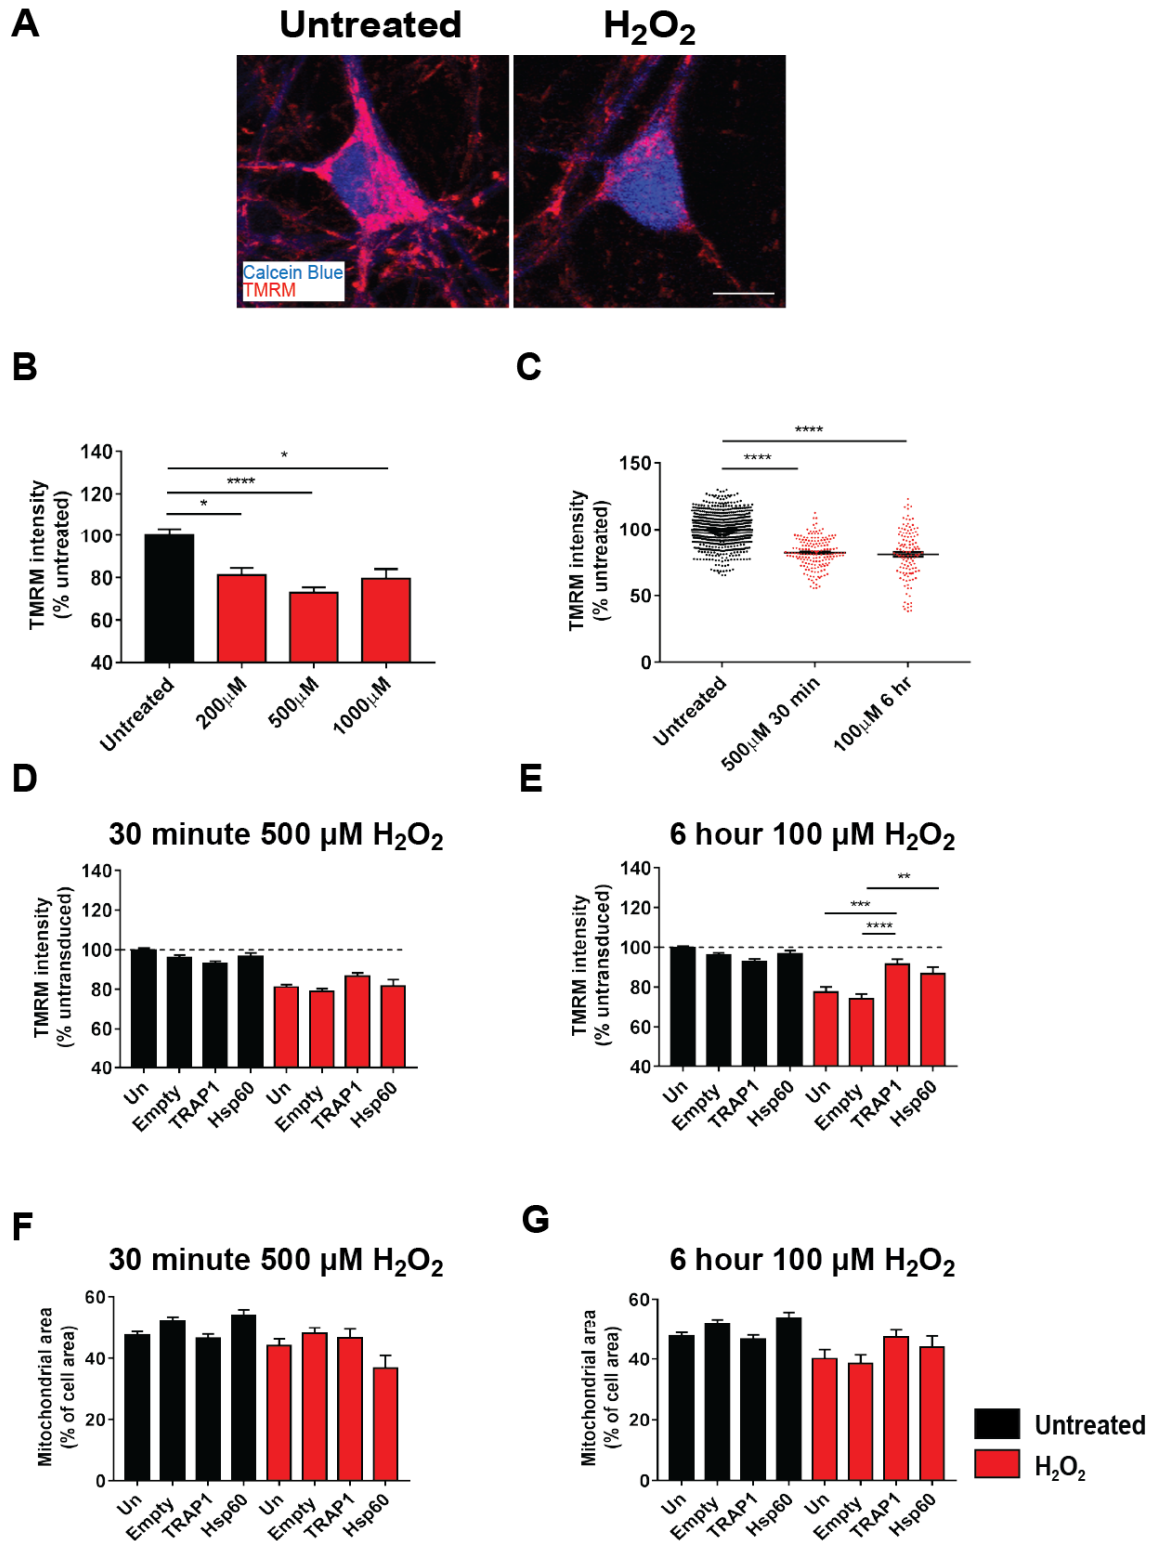 A
Untreated
H₂O₂
Calcein Blue
TMRM
B
TMRM intensity
(% untreated)
140
120
100
80
60
40
*
****
*
Untreated
200µM
500µM
1000µM
C
TMRM intensity
(% untreated)
150
100
50
0
****
****
Untreated
500µM 30 min
100µM 6 hr
D
30 minute 500 µM H₂O₂
TMRM intensity
(% untransduced)
140
120
100
80
60
40
Un
Empty
TRAP1
Hsp60
Un
Empty
TRAP1
Hsp60
E
6 hour 100 µM H₂O₂
TMRM intensity
(% untransduced)
140
120
100
80
60
40
**
***
****
Un
Empty
TRAP1
Hsp60
Un
Empty
TRAP1
Hsp60
F
30 minute 500 µM H₂O₂
Mitochondrial area
(% of cell area)
60
40
20
0
Un
Empty
TRAP1
Hsp60
Un
Empty
TRAP1
Hsp60
G
6 hour 100 µM H₂O₂
Mitochondrial area
(% of cell area)
60
40
20
0
Un
Empty
TRAP1
Hsp60
Un
Empty
TRAP1
Hsp60
Untreated
H₂O₂